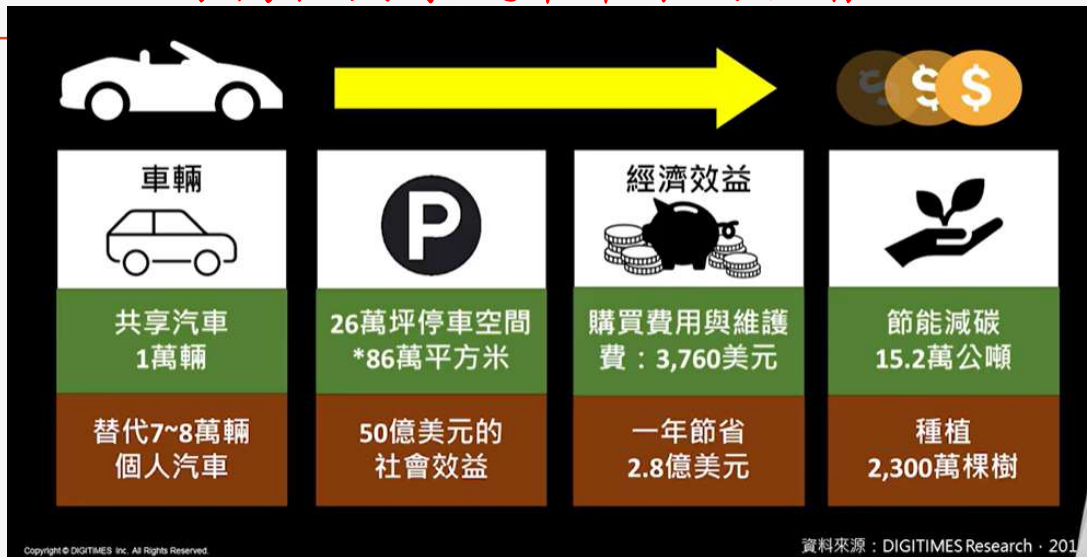 車輛
P
經濟效益
共享汽車
1萬輛
26萬坪停車空間
*86萬平方米
購買費用與維護
費：3,760美元
節能減碳
15.2萬公噸
替代7~8萬輛
個人汽車
50億美元的
社會效益
一年節省
2.8億美元
種植
2,300萬棵樹
Copyright © DIGITIMES Inc. All Rights Reserved.
資料來源：DIGITIMES Research，201